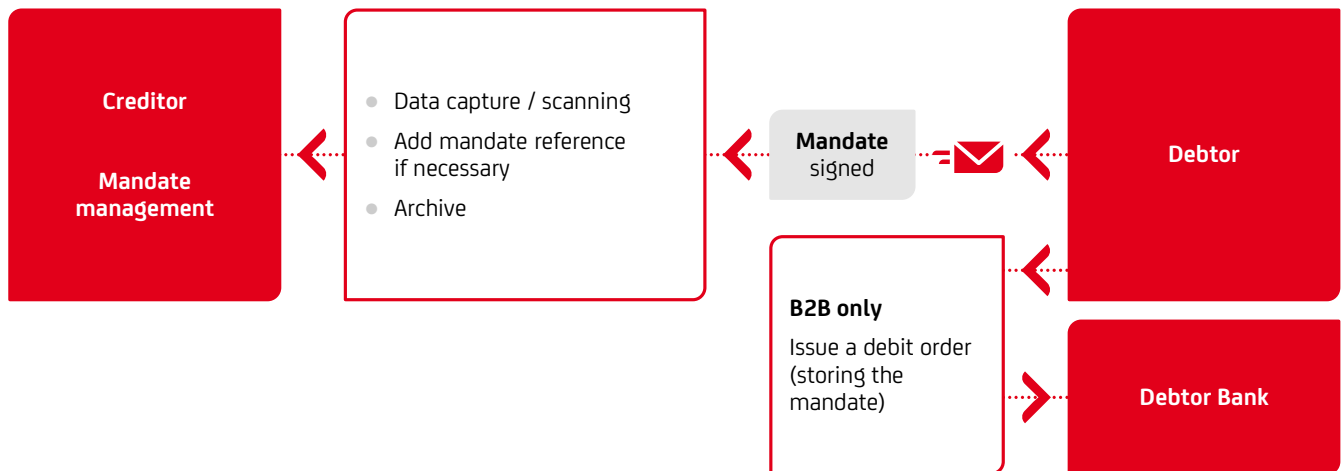 Creditor
Mandate
management
Data capture / scanning
Add mandate reference
if necessary
Archive
Mandate
signed
Debtor
B2B only
Issue a debit order
(storing the
mandate)
Debtor Bank